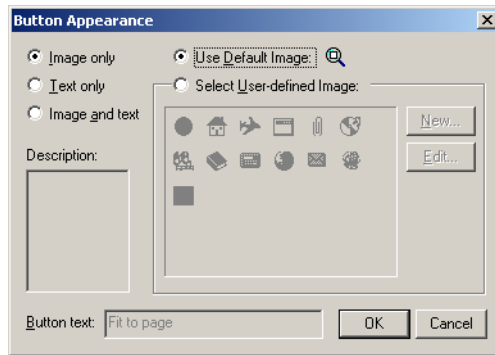 Button Appearance
Image only
Use Default Image:
Text only
Select User-defined Image:
Image and text
New...
Description:
Edit...
Button text: Fit to page
OK
Cancel